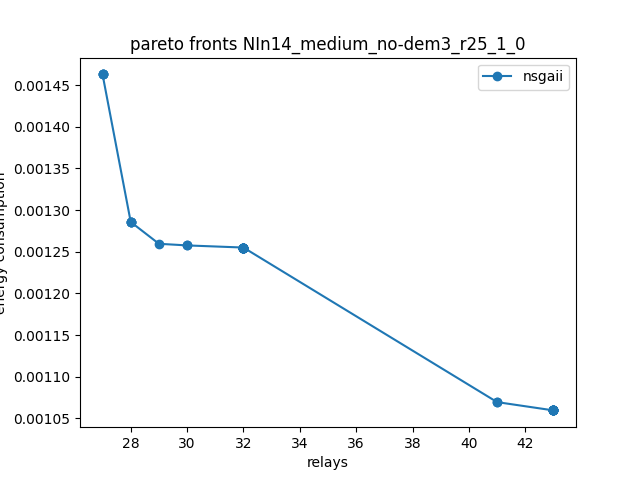 pareto fronts NIn14_medium_no-dem3_r25_1_0
nsgaii
0.00145
0.00140
0.00135
0.00130
0.00125
0.00120
0.00115
0.00110
0.00105
energy consumption
28 30 32 34 36 38 40 42
relays